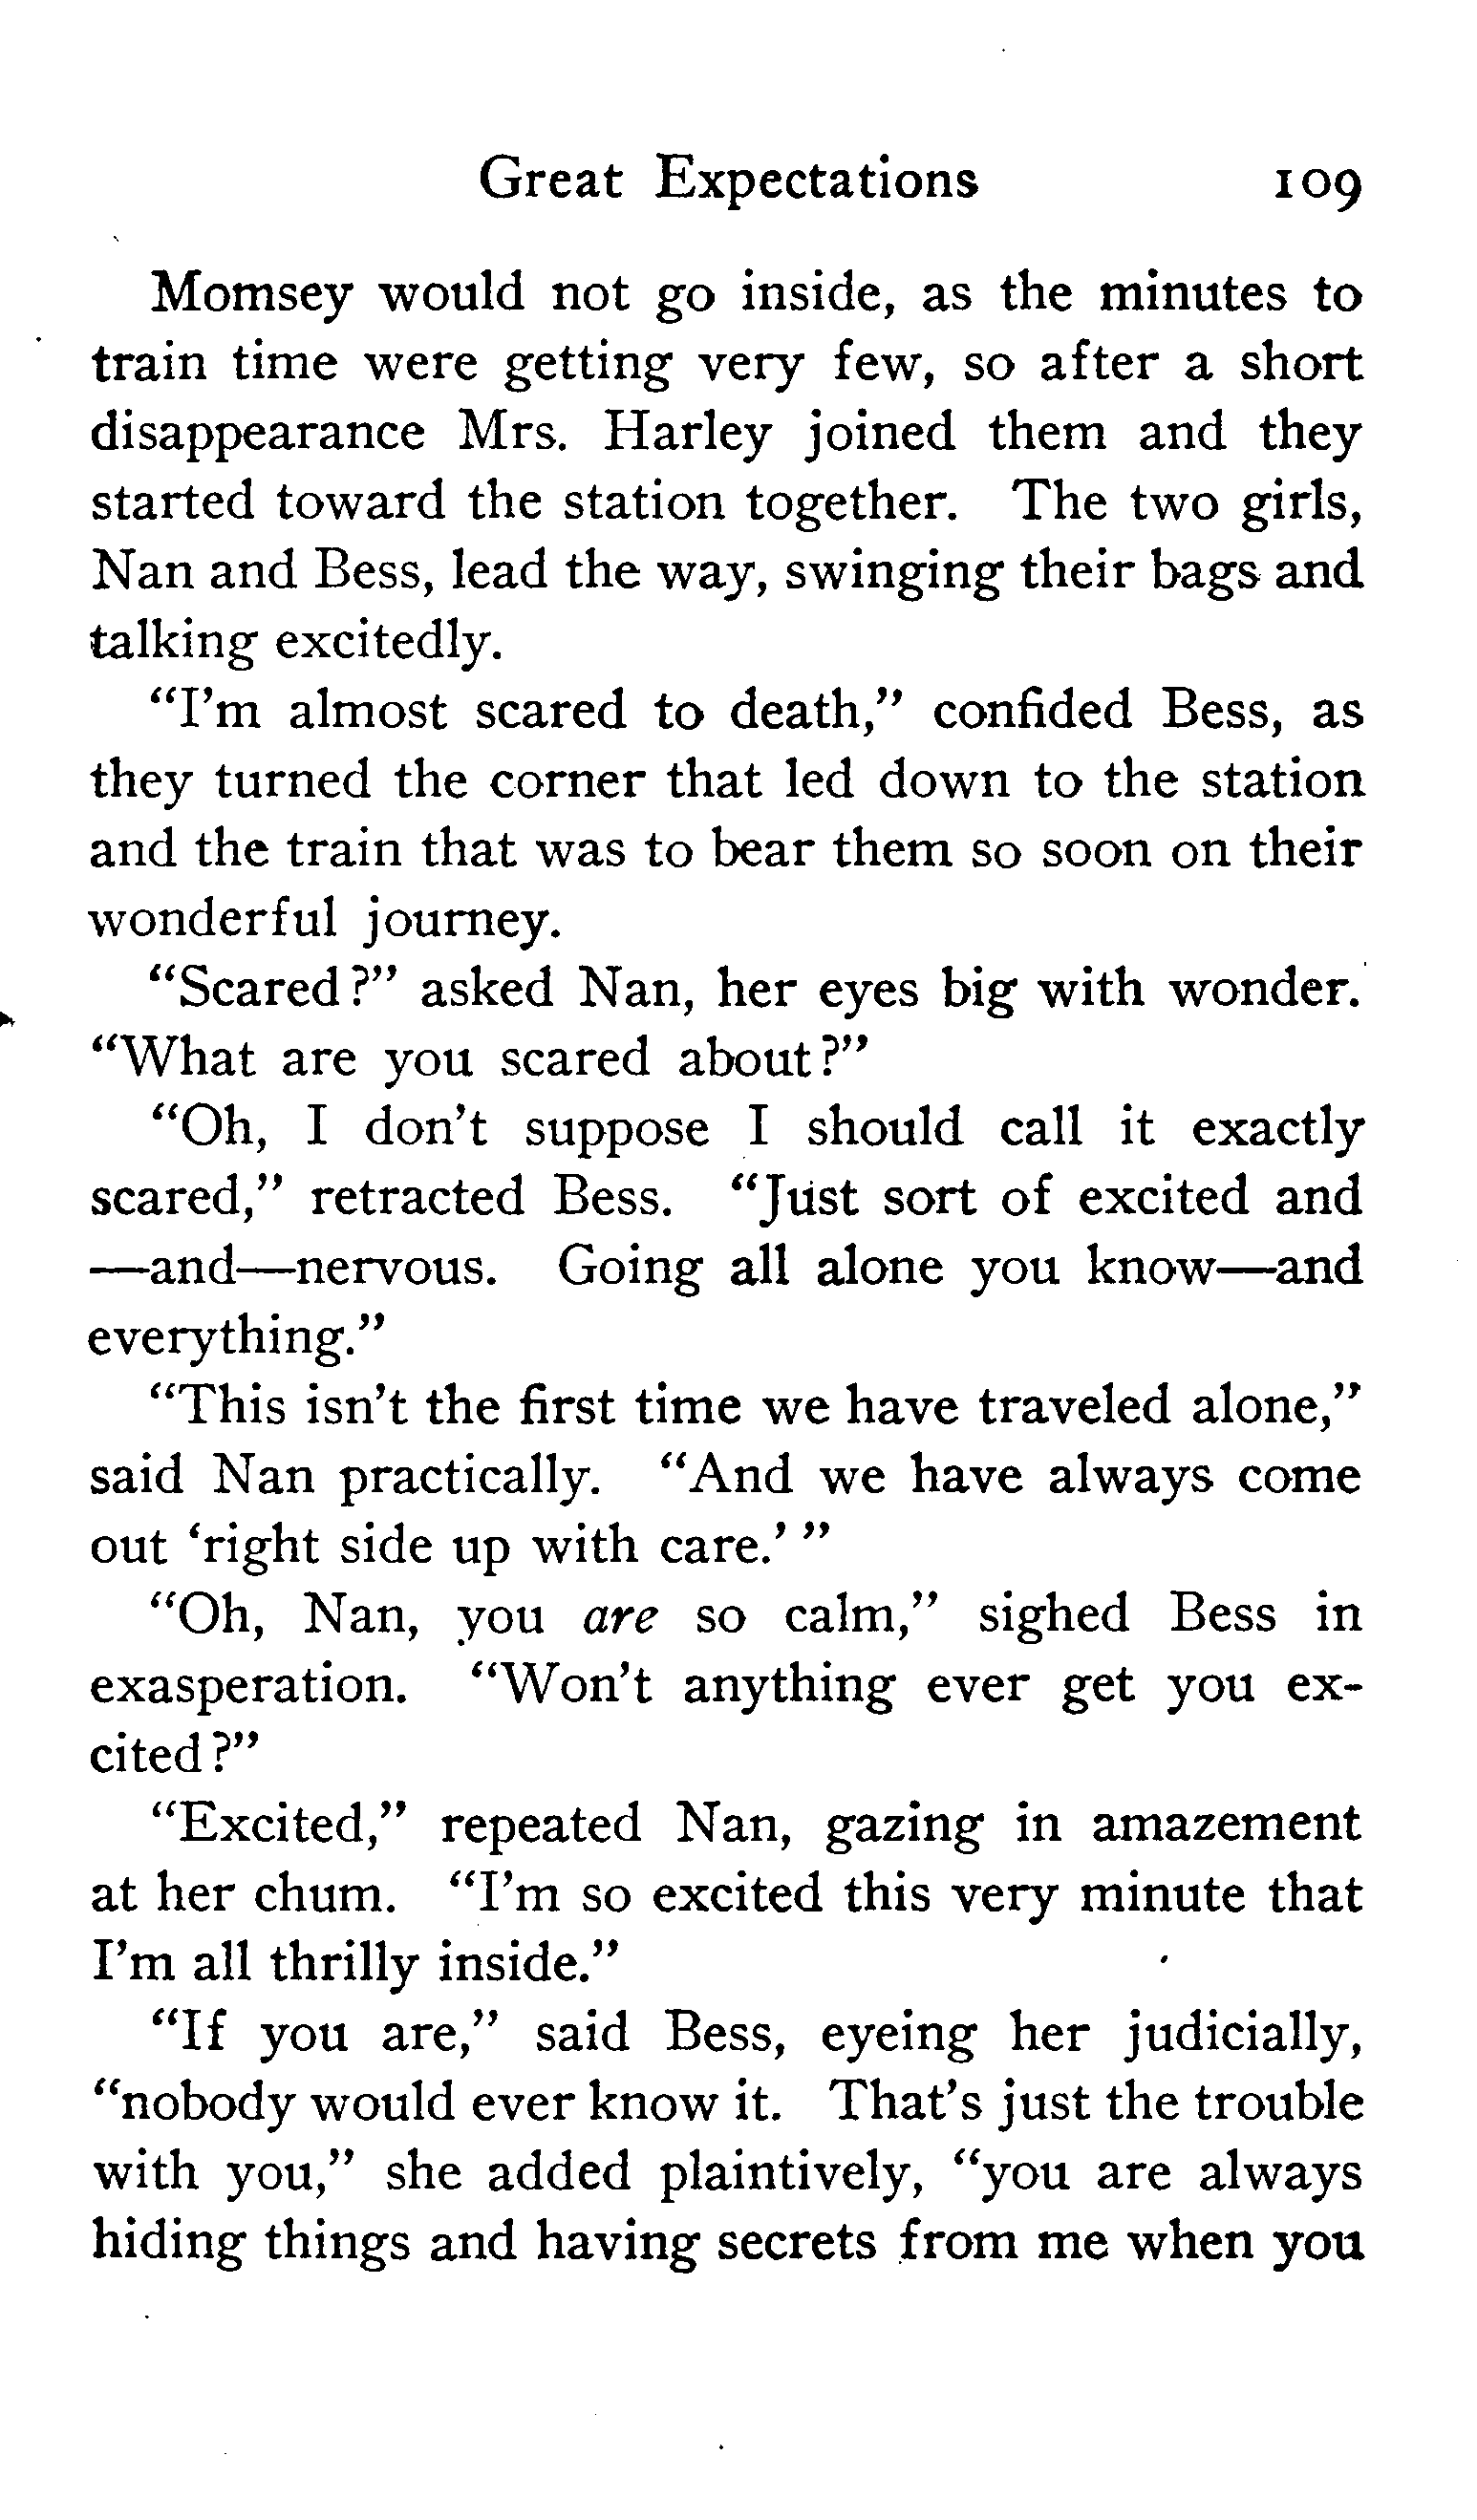 Great Expectations 109
Momsey would not go inside, as the minutes to
train time were getting very few, so after a short
disappearance Mrs. Harley joined them and they
started toward the station together. The two girls,
Nan and Bess, lead the way, swinging their bags and
talking excitedly.
"I'm almost scared to death," confided Bess, as
they turned the corner that led down to the station
and the train that was to bear them so soon on their
wonderful journey.
"Scared?" asked Nan, her eyes big with wonder.
"What are you scared about?"
"Oh, I don't suppose I should call it exactly
scared," retracted Bess. "Just sort of excited and
—and—nervous. Going all alone you know—and
everything."
"This isn't the first time we have traveled alone,"
said Nan practically. "And we have always come
out 'right side up with care.' "
"Oh, Nan, you are so calm," sighed Bess in
exasperation. "Won't anything ever get you ex-
cited?"
"Excited," repeated Nan, gazing in amazement
at her chum. "I'm so excited this very minute that
I'm all thrilly inside."
"If you are," said Bess, eyeing her judicially,
"nobody would ever know it. That's just the trouble
with you," she added plaintively, "you are always
hiding things and having secrets from me when you